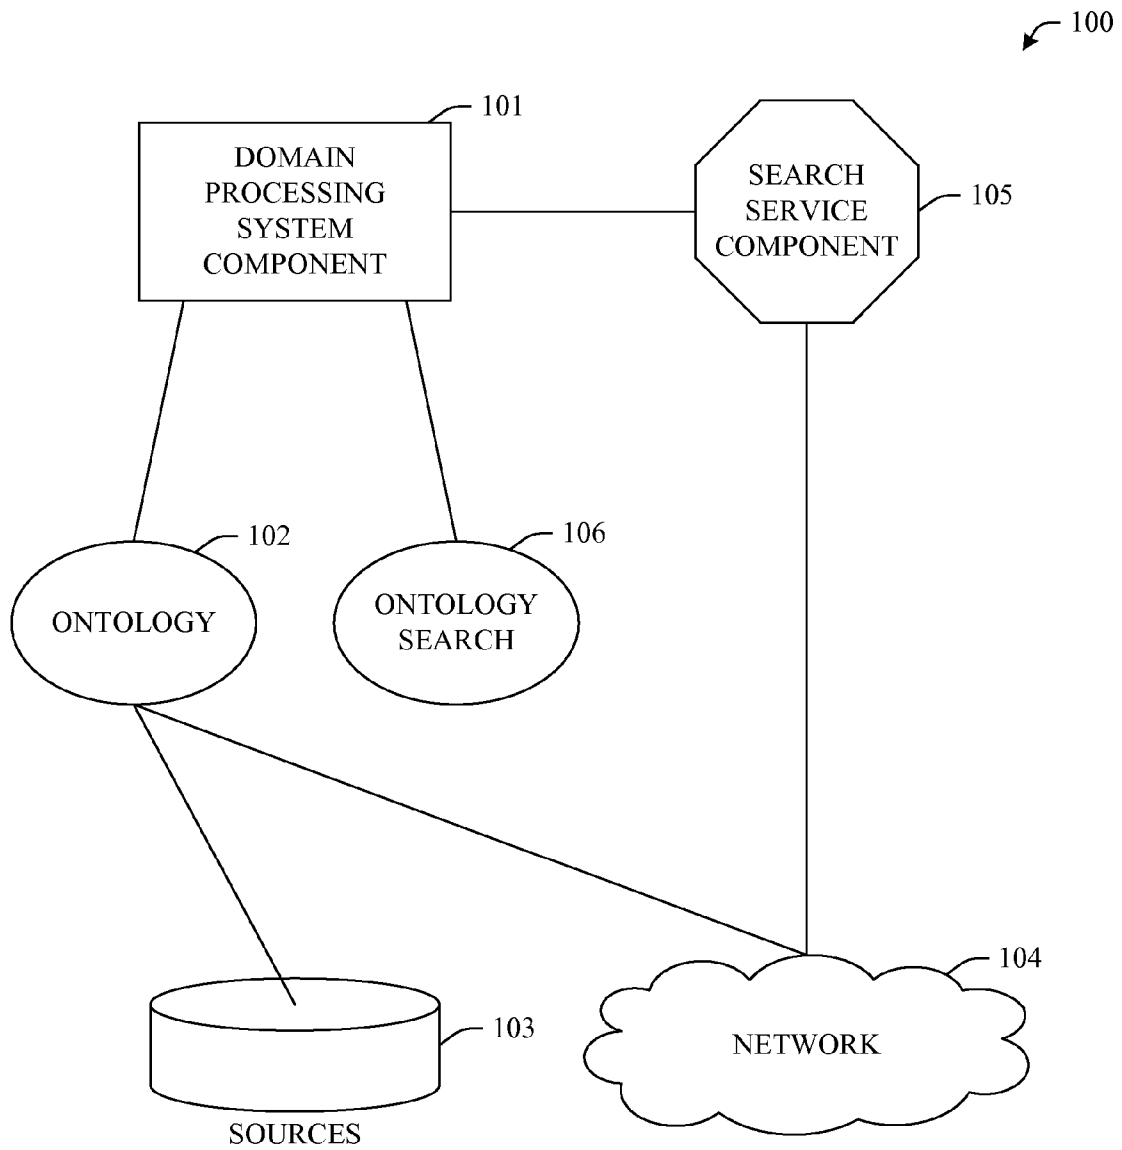 100
101
DOMAIN
PROCESSING
SYSTEM
COMPONENT
SEARCH
SERVICE
COMPONENT
105
102
ONTOLOGY
106
ONTOLOGY
SEARCH
104
NETWORK
103
SOURCES